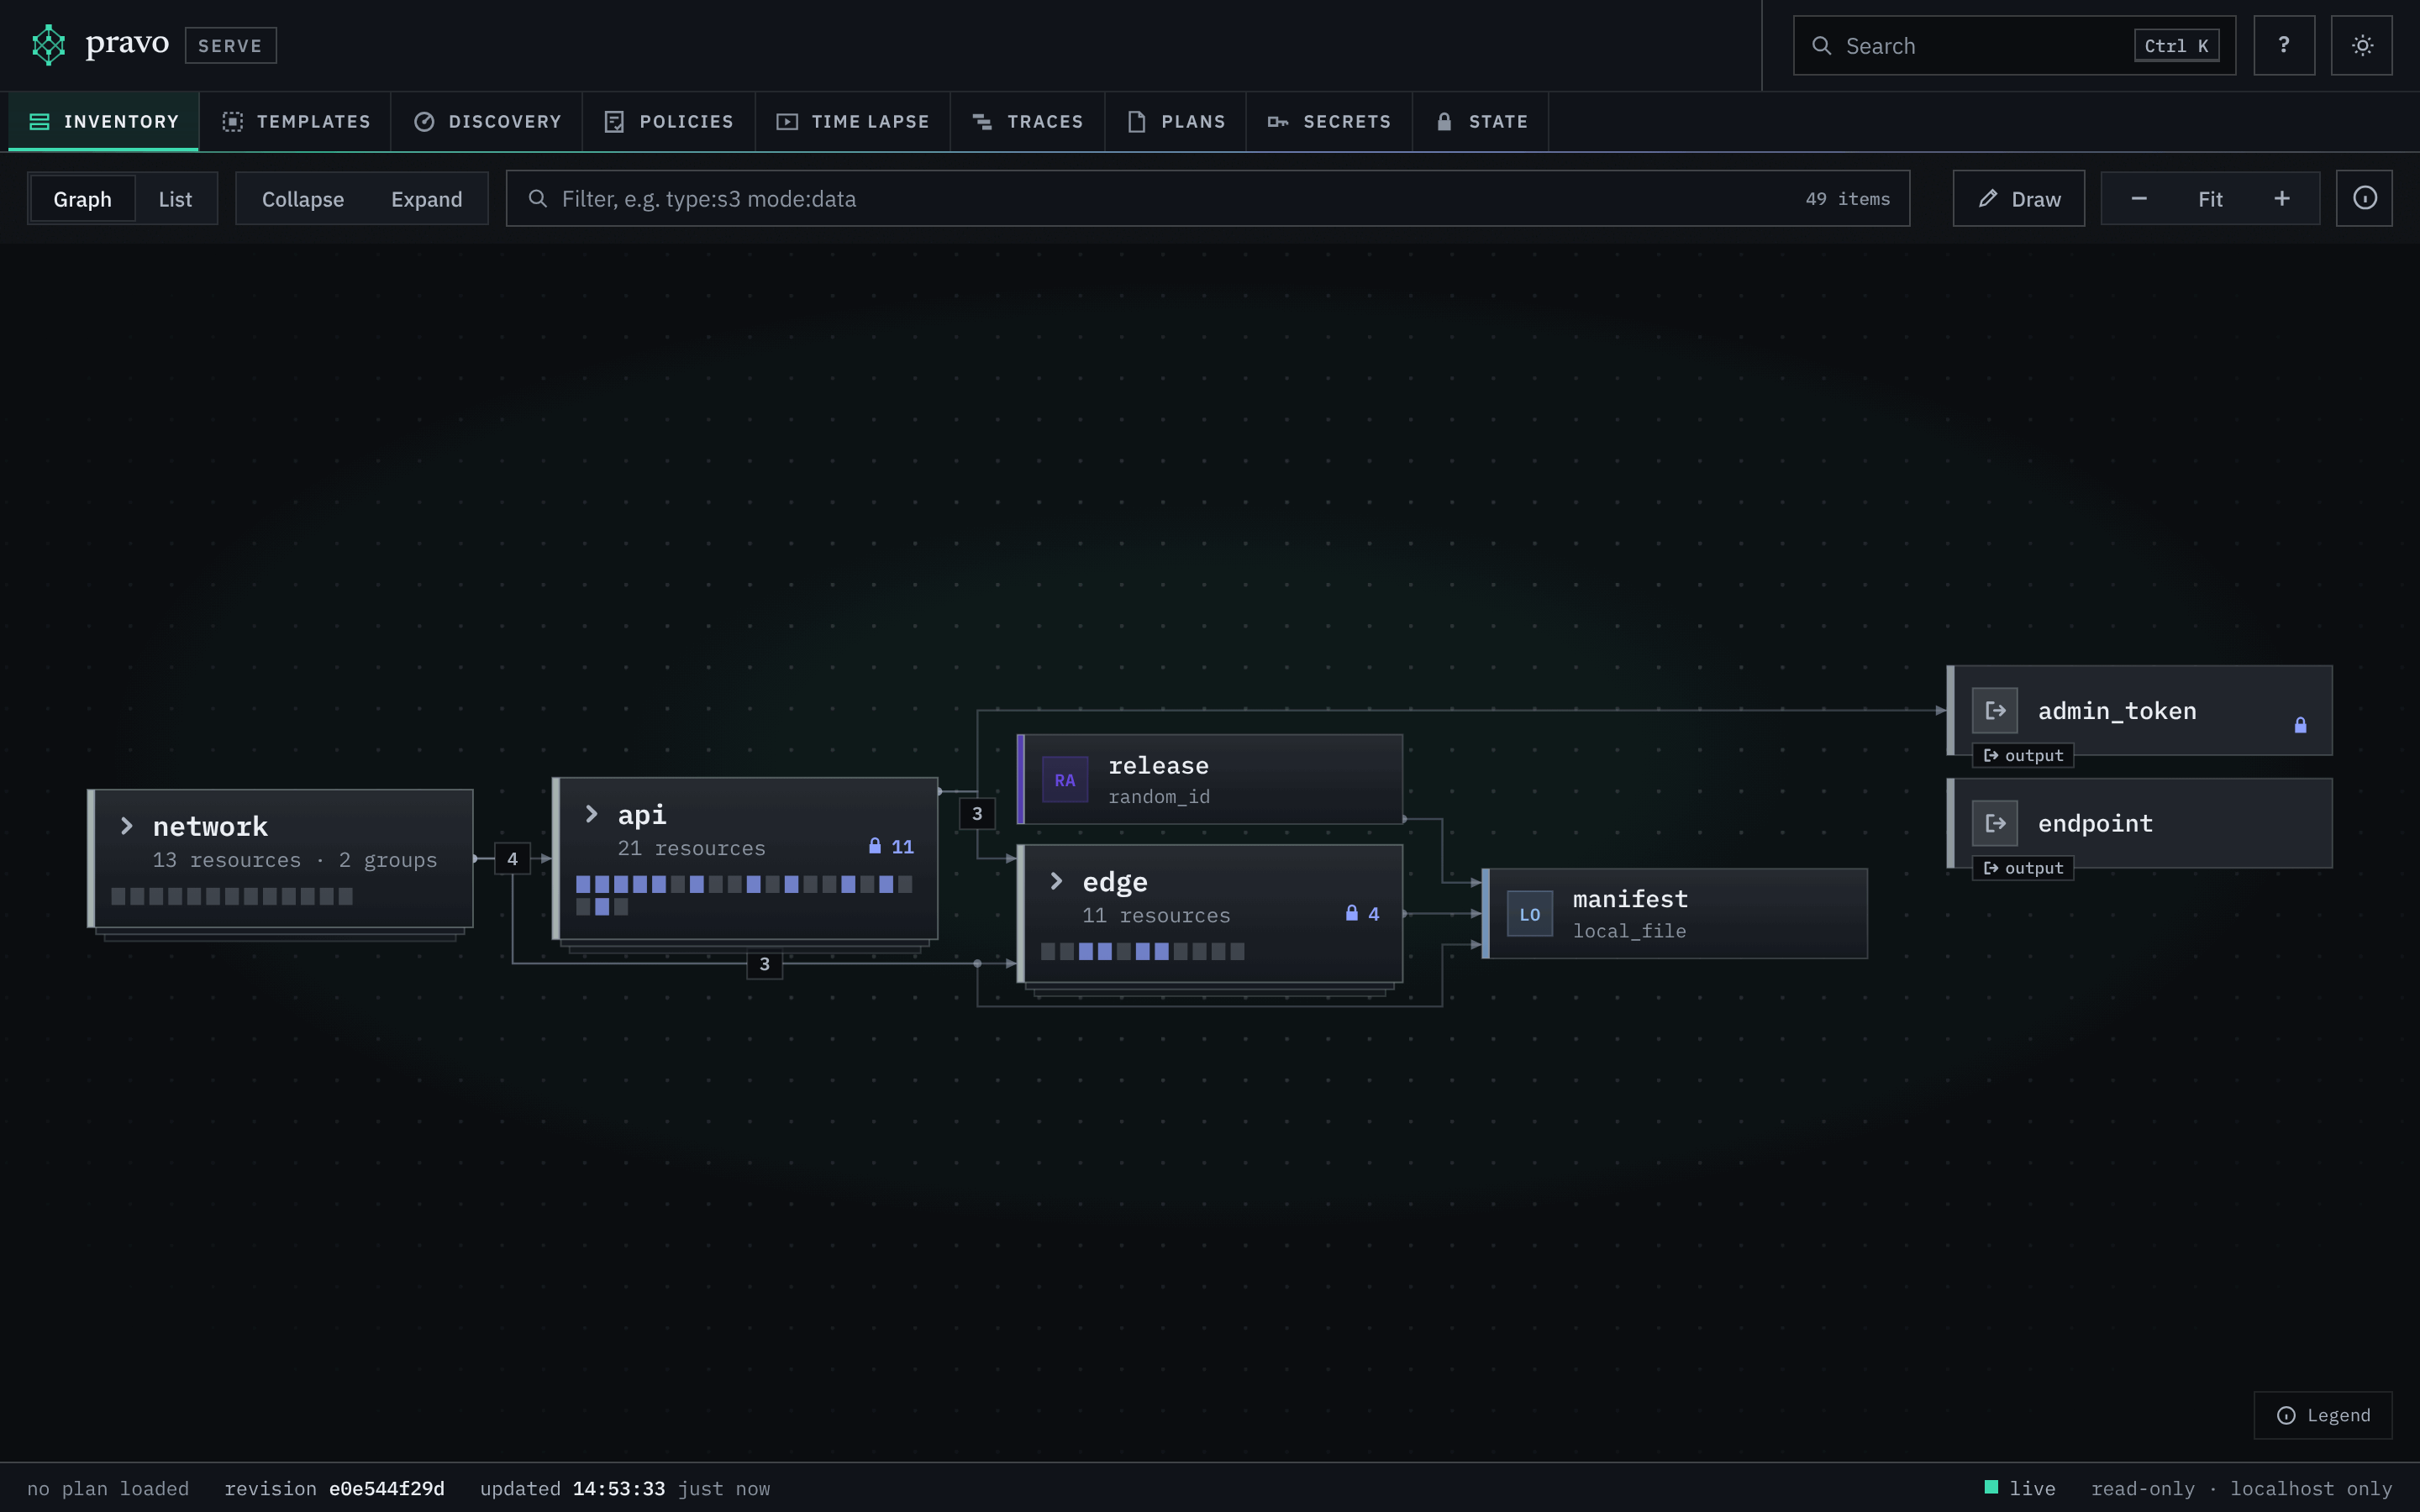 pravo SERVE
Search Ctrl K ?
INVENTORY TEMPLATES DISCOVERY POLICIES TIME LAPSE TRACES PLANS SECRETS STATE
Graph List Collapse Expand Filter, e.g. type:s3 mode:data 49 items Draw − Fit +
admin_token
output
endpoint
output
network
13 resources · 2 groups
4
api
21 resources 11
3
3
release
RA
random_id
edge
11 resources 4
manifest
LO
local_file
Legend
no plan loaded revision e0e544f29d updated 14:53:33 just now live read-only · localhost only